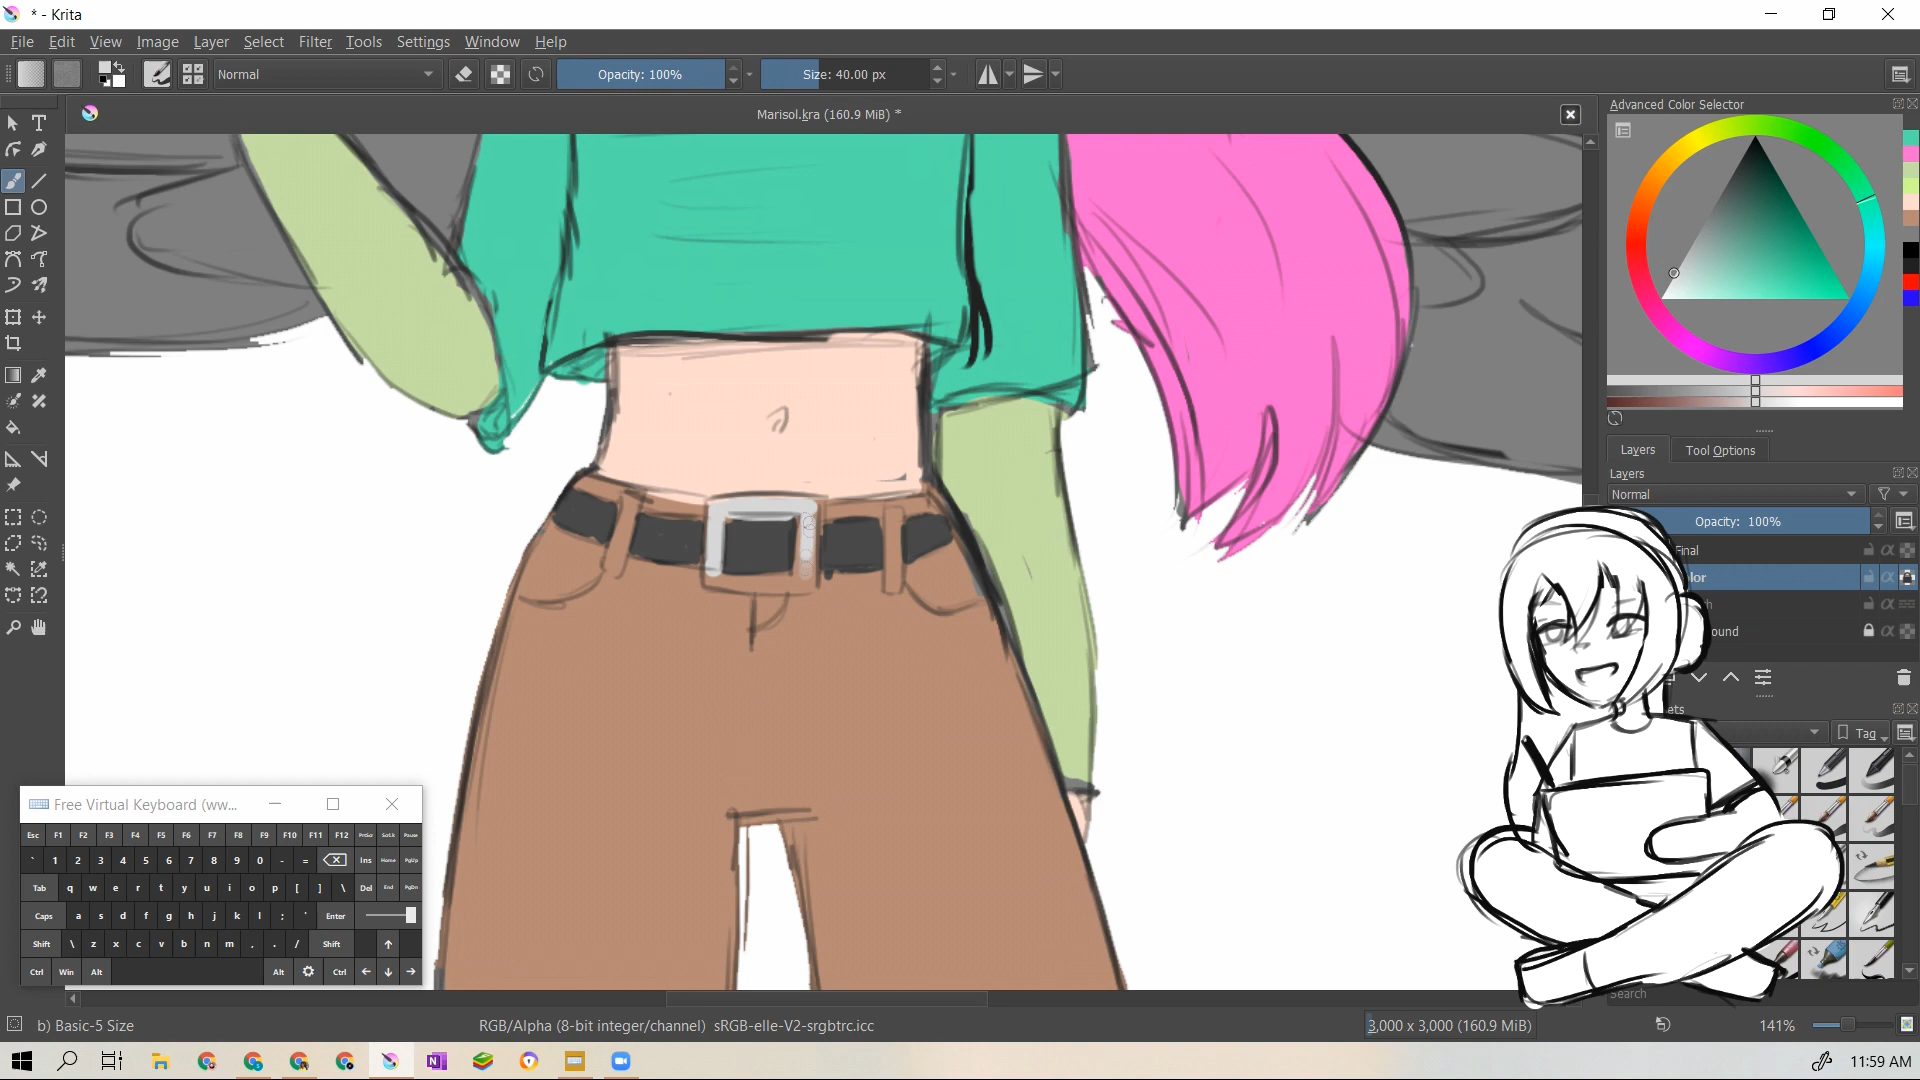 * - Krita
File Edit View Image Layer Select Filter Tools Settings Window Help
Normal
Opacity: 100%
Size: 40.00 px
Marisol.kra (160.9 MiB) *
Advanced Color Selector
Layers
Tool Options
Layers
Normal
Opacity: 100%
Final
Tag
Search
Free Virtual Keyboard (ww...
Esc F1 F2 F3 F4 F5 F6 F7 F8 F9 F10 F11 F12 PrtScr ScrLk Pause
` 1 2 3 4 5 6 7 8 9 0 - = Ins Home PgUp
Tab q w e r t y u i o p [ ] \ Del End PgDn
Caps a s d f g h j k l ; ' Enter
Shift \ z x c v b n m , . / Shift
Ctrl Win Alt Alt Ctrl
b) Basic-5 Size
RGB/Alpha (8-bit integer/channel) sRGB-elle-V2-srgbtrc.icc
3,000 x 3,000 (160.9 MiB)
141%
11:59 AM